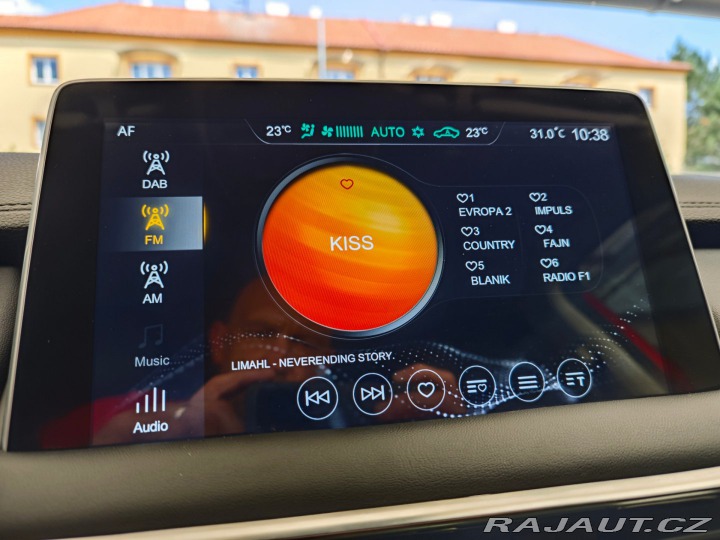 AF
23°C AUTO 23°C 31.0°C 10:38
DAB
FM
AM
Music
Audio
KISS
1 EVROPA 2
2 IMPULS
3 COUNTRY
4 FAJN
5 BLANIK
6 RADIO F1
LIMAHL - NEVERENDING STORY
RAJAUT.CZ